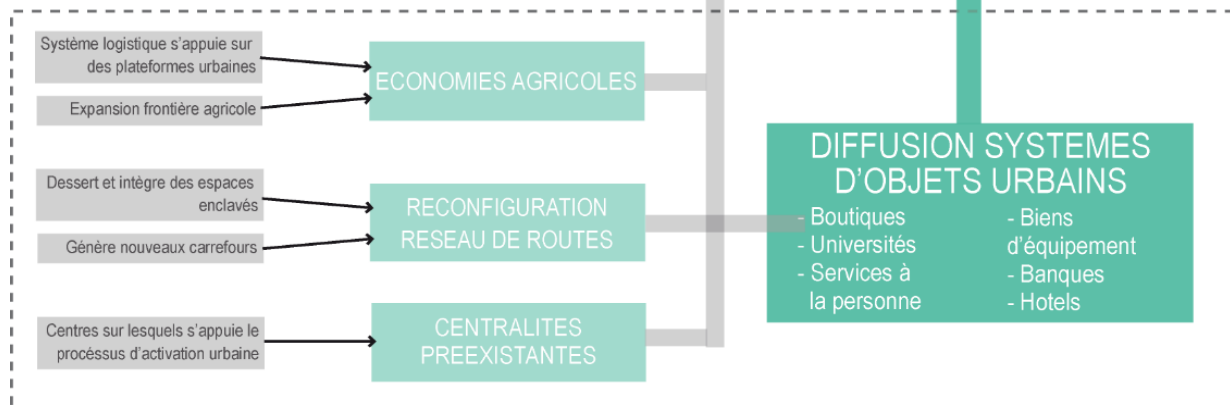 Système logistique s'appuie sur
des plateformes urbaines
Expansion frontière agricole
ECONOMIES AGRICOLES
Dessert et intègre des espaces
enclavés
Génère nouveaux carrefours
RECONFIGURATION
RESEAU DE ROUTES
Centres sur lesquels s'appuie le
procéssus d'activation urbaine
CENTRALITES
PREEXISTANTES
DIFFUSION SYSTEMES
D'OBJETS URBAINS
- Boutiques
- Universités
- Services à
la personne
- Biens
d'équipement
- Banques
- Hotels